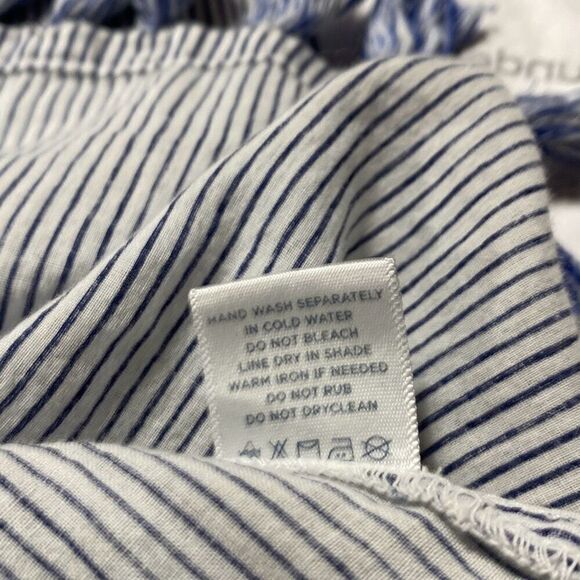 HAND WASH SEPARATELY
IN COLD WATER
DO NOT BLEACH
LINE DRY IN SHADE
WARM IRON IF NEEDED
DO NOT RUB
DO NOT DRYCLEAN